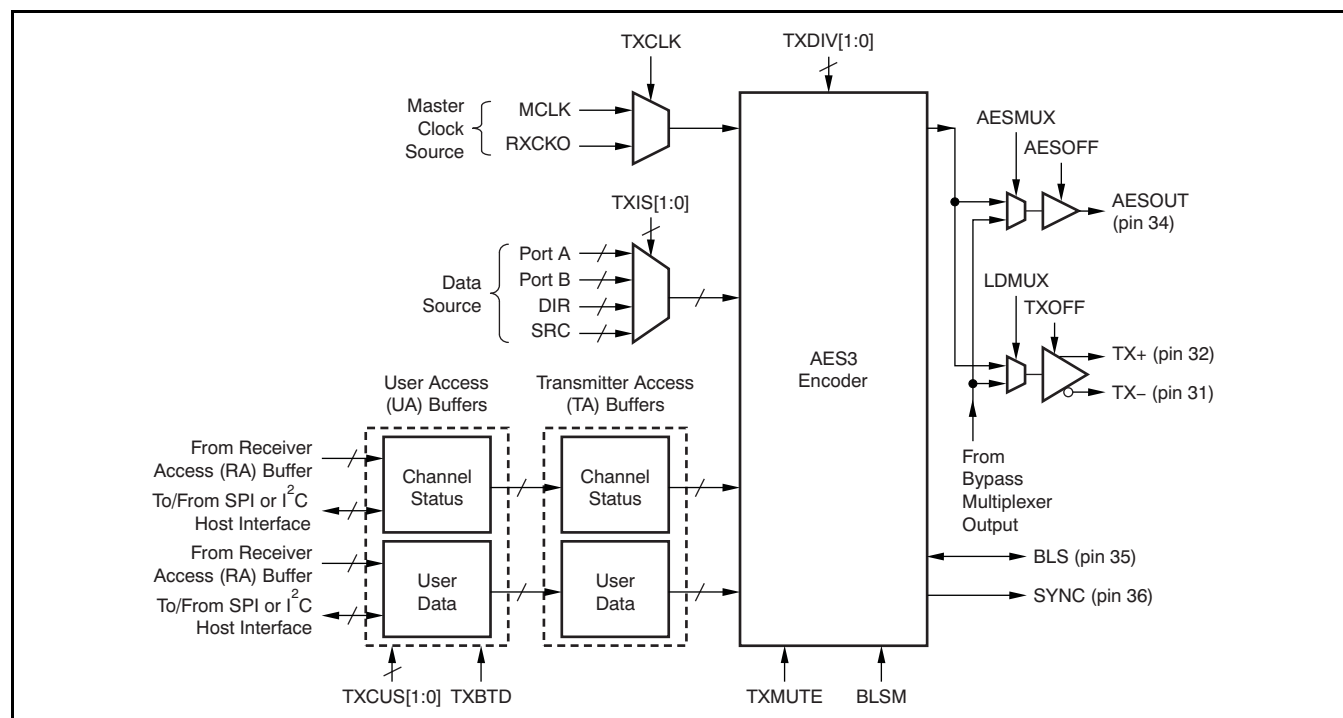 TXCLK
TXDIV[1:0]
Master
Clock
Source
MCLK
RXCKO
AESMUX
AESOFF
AESOUT
(pin 34)
TXIS[1:0]
Data
Source
Port A
Port B
DIR
SRC
LDMUX
TXOFF
TX+ (pin 32)
TX− (pin 31)
AES3
Encoder
User Access
(UA) Buffers
Transmitter Access
(TA) Buffers
From Receiver
Access (RA) Buffer
To/From SPI or I²C
Host Interface
Channel
Status
Channel
Status
From
Bypass
Multiplexer
Output
From Receiver
Access (RA) Buffer
To/From SPI or I²C
Host Interface
User
Data
User
Data
BLS (pin 35)
SYNC (pin 36)
TXCUS[1:0]
TXBTD
TXMUTE
BLSM